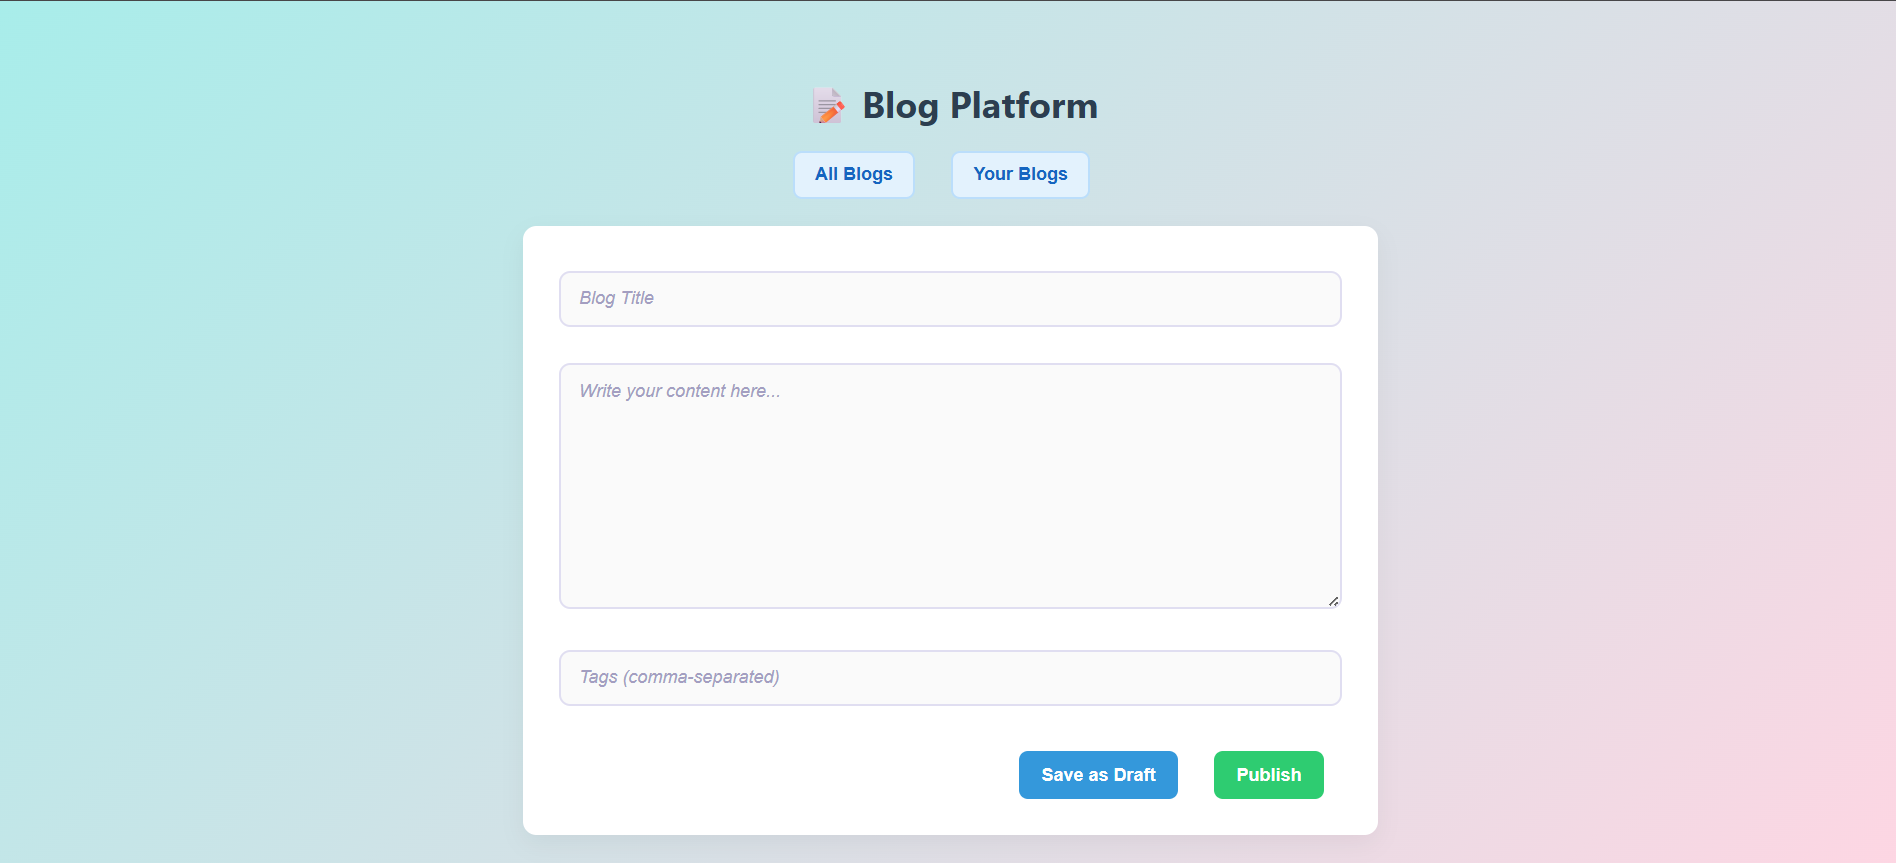 Blog Platform
All Blogs Your Blogs
Blog Title
Write your content here...
Tags (comma-separated)
Save as Draft Publish